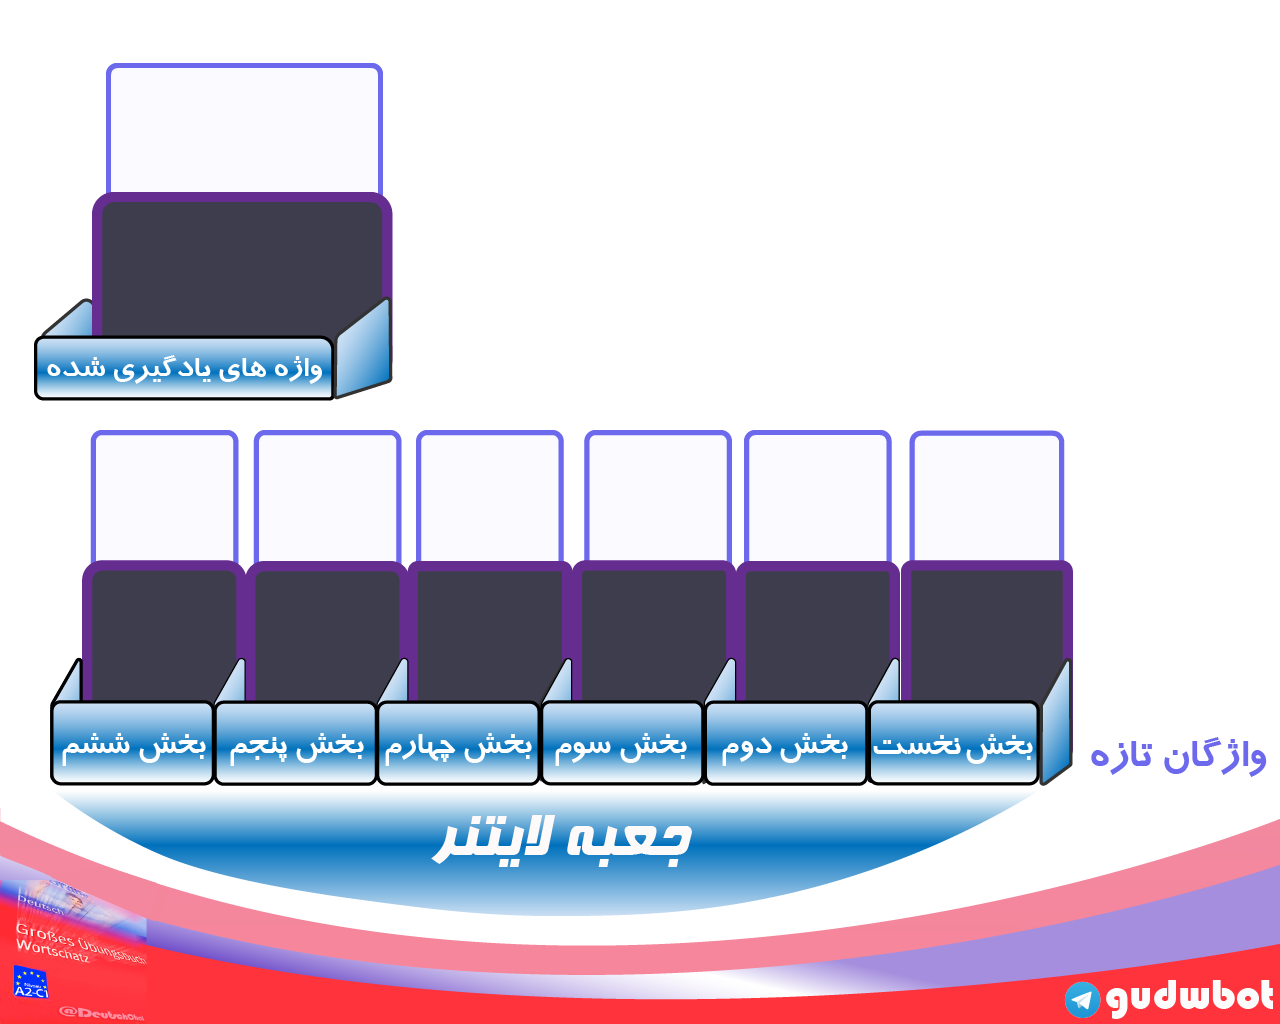 واژه های یادگیری شده
بخش نخست
بخش دوم
بخش سوم
بخش چهارم
بخش پنجم
بخش ششم
واژگان تازه
جعبه لایتنر
Deutsch
Großes Übungsbuch
Wortschatz
Niveau
A2-C1
gudwbot